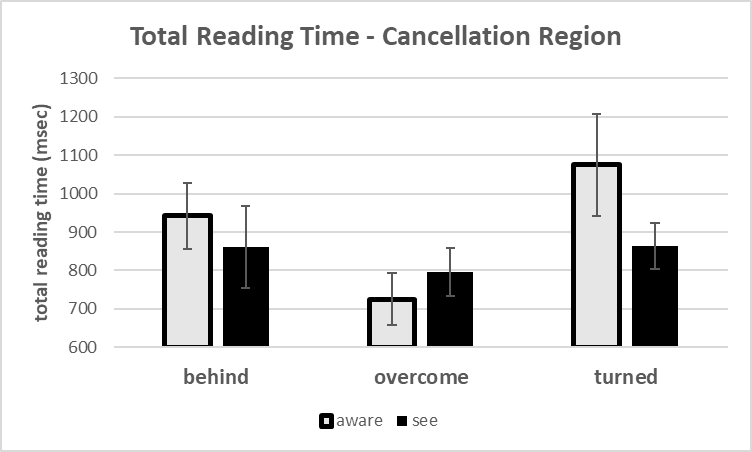 Total Reading Time - Cancellation Region
total reading time (msec)
1300
1200
1100
1000
900
800
700
600
behind overcome turned
aware see